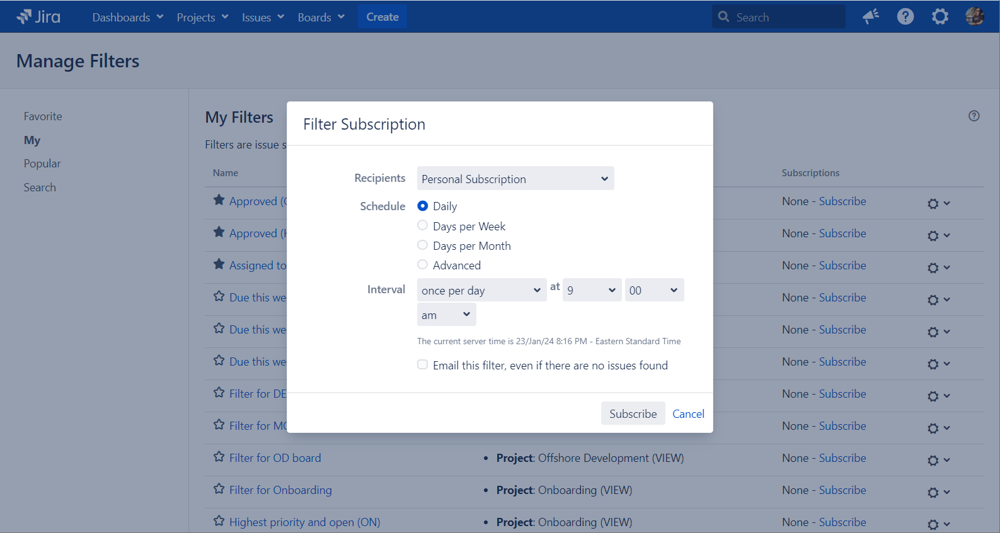 Jira Dashboards Projects Issues Boards Create Search
Manage Filters
Favorite
My
Popular
Search
My Filters
Filters are issue s
Name Subscriptions
Approved ( None - Subscribe
Approved ( None - Subscribe
Assigned to None - Subscribe
Due this we None - Subscribe
Due this we None - Subscribe
Due this we None - Subscribe
Filter for DE None - Subscribe
Filter for MO None - Subscribe
Filter for OD board • Project: Offshore Development (VIEW) None - Subscribe
Filter for Onboarding • Project: Onboarding (VIEW) None - Subscribe
Highest priority and open (ON) • Project: Onboarding (VIEW) None - Subscribe
Filter Subscription
Recipients Personal Subscription
Schedule Daily
Days per Week
Days per Month
Advanced
Interval once per day at 9 00
am
The current server time is 23/Jan/24 8:16 PM - Eastern Standard Time
Email this filter, even if there are no issues found
Subscribe Cancel